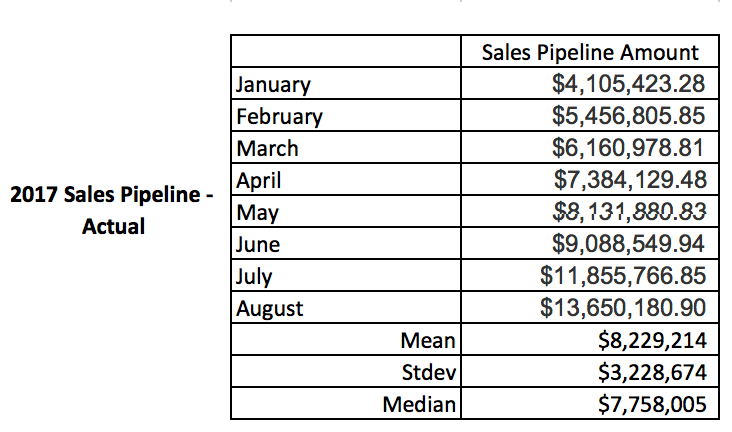 Sales Pipeline Amount
January $4,105,423.28
February $5,456,805.85
March $6,160,978.81
2017 Sales Pipeline -
Actual
April $7,384,129.48
May $8,131,880.83
June $9,088,549.94
July $11,855,766.85
August $13,650,180.90
Mean $8,229,214
Stdev $3,228,674
Median $7,758,005